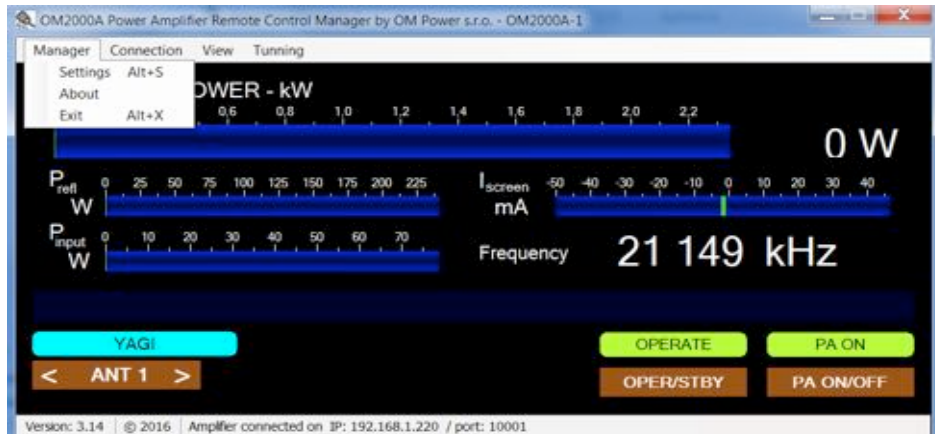 OM2000A Power Amplifier Remote Control Manager by OM Power s.r.o. - OM2000A-1
Manager Connection View Tunning
Settings Alt+S
About
Exit Alt+X
OWER - kW
0,6 0,8 1,0 1,2 1,4 1,6 1,8 2,0 2,2
0 W
Prefl W 0 25 50 75 100 125 150 175 200 225
Iscreen mA -50 -40 -30 -20 -10 0 10 20 30 40
Pinput W 0 10 20 30 40 50 60 70
Frequency 21 149 kHz
YAGI OPERATE PA ON
< ANT 1 > OPER/STBY PA ON/OFF
Version: 3.14 © 2016 Amplifier connected on IP: 192.168.1.220 / port: 10001